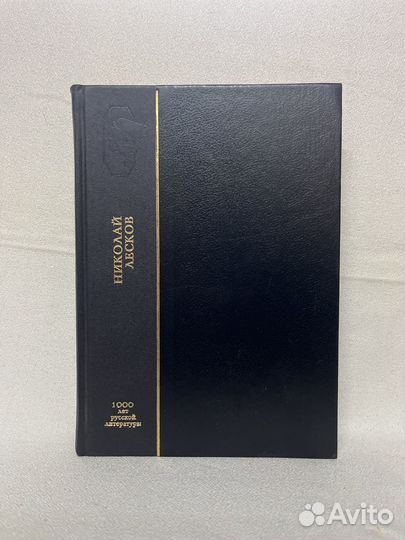 НИКОЛАЙ
ЛЕСКОВ
1000
лет
русской
литературы
Avito